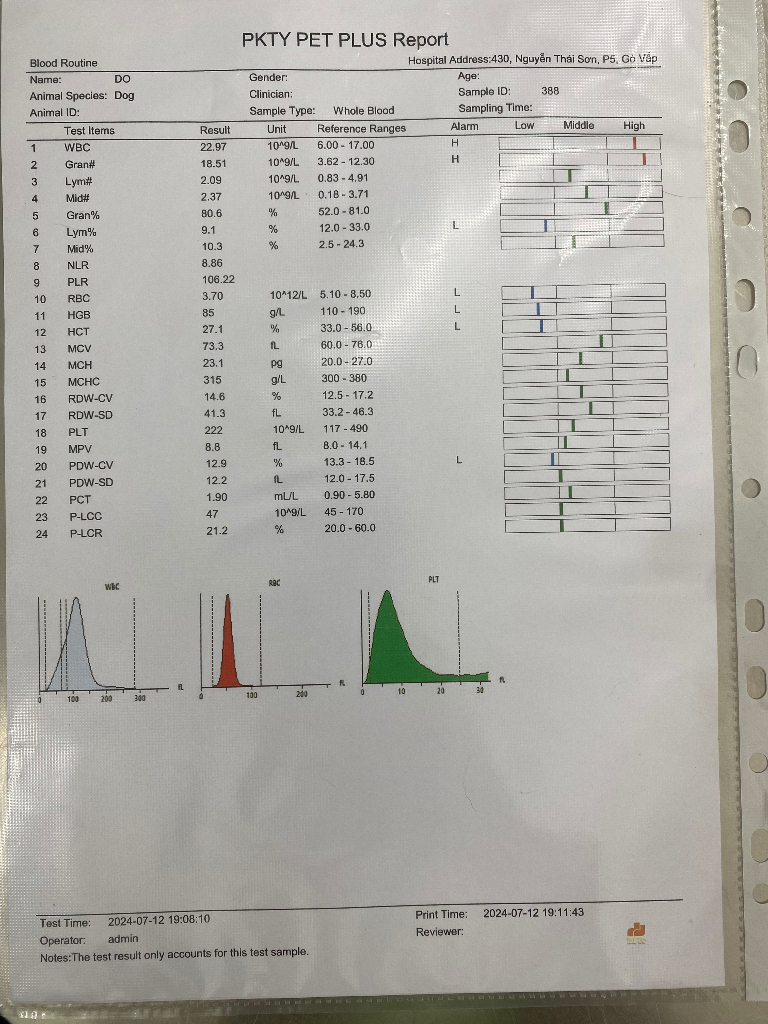 PKTY PET PLUS Report
Blood Routine Hospital Address:430, Nguyễn Thái Sơn, P5, Gò Vấp
Name: DO Gender: Age:
Animal Species: Dog Clinician: Sample ID: 388
Animal ID: Sample Type: Whole Blood Sampling Time:
Test Items Result Unit Reference Ranges Alarm Low Middle High
1 WBC 22.97 10^9/L 6.00 - 17.00 H
2 Gran# 18.51 10^9/L 3.62 - 12.30 H
3 Lym# 2.09 10^9/L 0.83 - 4.91
4 Mid# 2.37 10^9/L 0.18 - 3.71
5 Gran% 80.6 % 52.0 - 81.0
6 Lym% 9.1 % 12.0 - 33.0 L
7 Mid% 10.3 % 2.5 - 24.3
8 NLR 8.86
9 PLR 106.22
10 RBC 3.70 10^12/L 5.10 - 8.50 L
11 HGB 85 g/L 110 - 190 L
12 HCT 27.1 % 33.0 - 56.0 L
13 MCV 73.3 fL 60.0 - 76.0
14 MCH 23.1 pg 20.0 - 27.0
15 MCHC 315 g/L 300 - 380
16 RDW-CV 14.6 % 12.5 - 17.2
17 RDW-SD 41.3 fL 33.2 - 46.3
18 PLT 222 10^9/L 117 - 490
19 MPV 8.8 fL 8.0 - 14.1
20 PDW-CV 12.9 % 13.3 - 18.5 L
21 PDW-SD 12.2 fL 12.0 - 17.5
22 PCT 1.90 mL/L 0.90 - 5.80
23 P-LCC 47 10^9/L 45 - 170
24 P-LCR 21.2 % 20.0 - 60.0
WBC RBC PLT
0 100 200 300 fL 0 100 200 fL 0 10 20 30 fL
Test Time: 2024-07-12 19:08:10 Print Time: 2024-07-12 19:11:43
Operator: admin Reviewer:
Notes:The test result only accounts for this test sample.